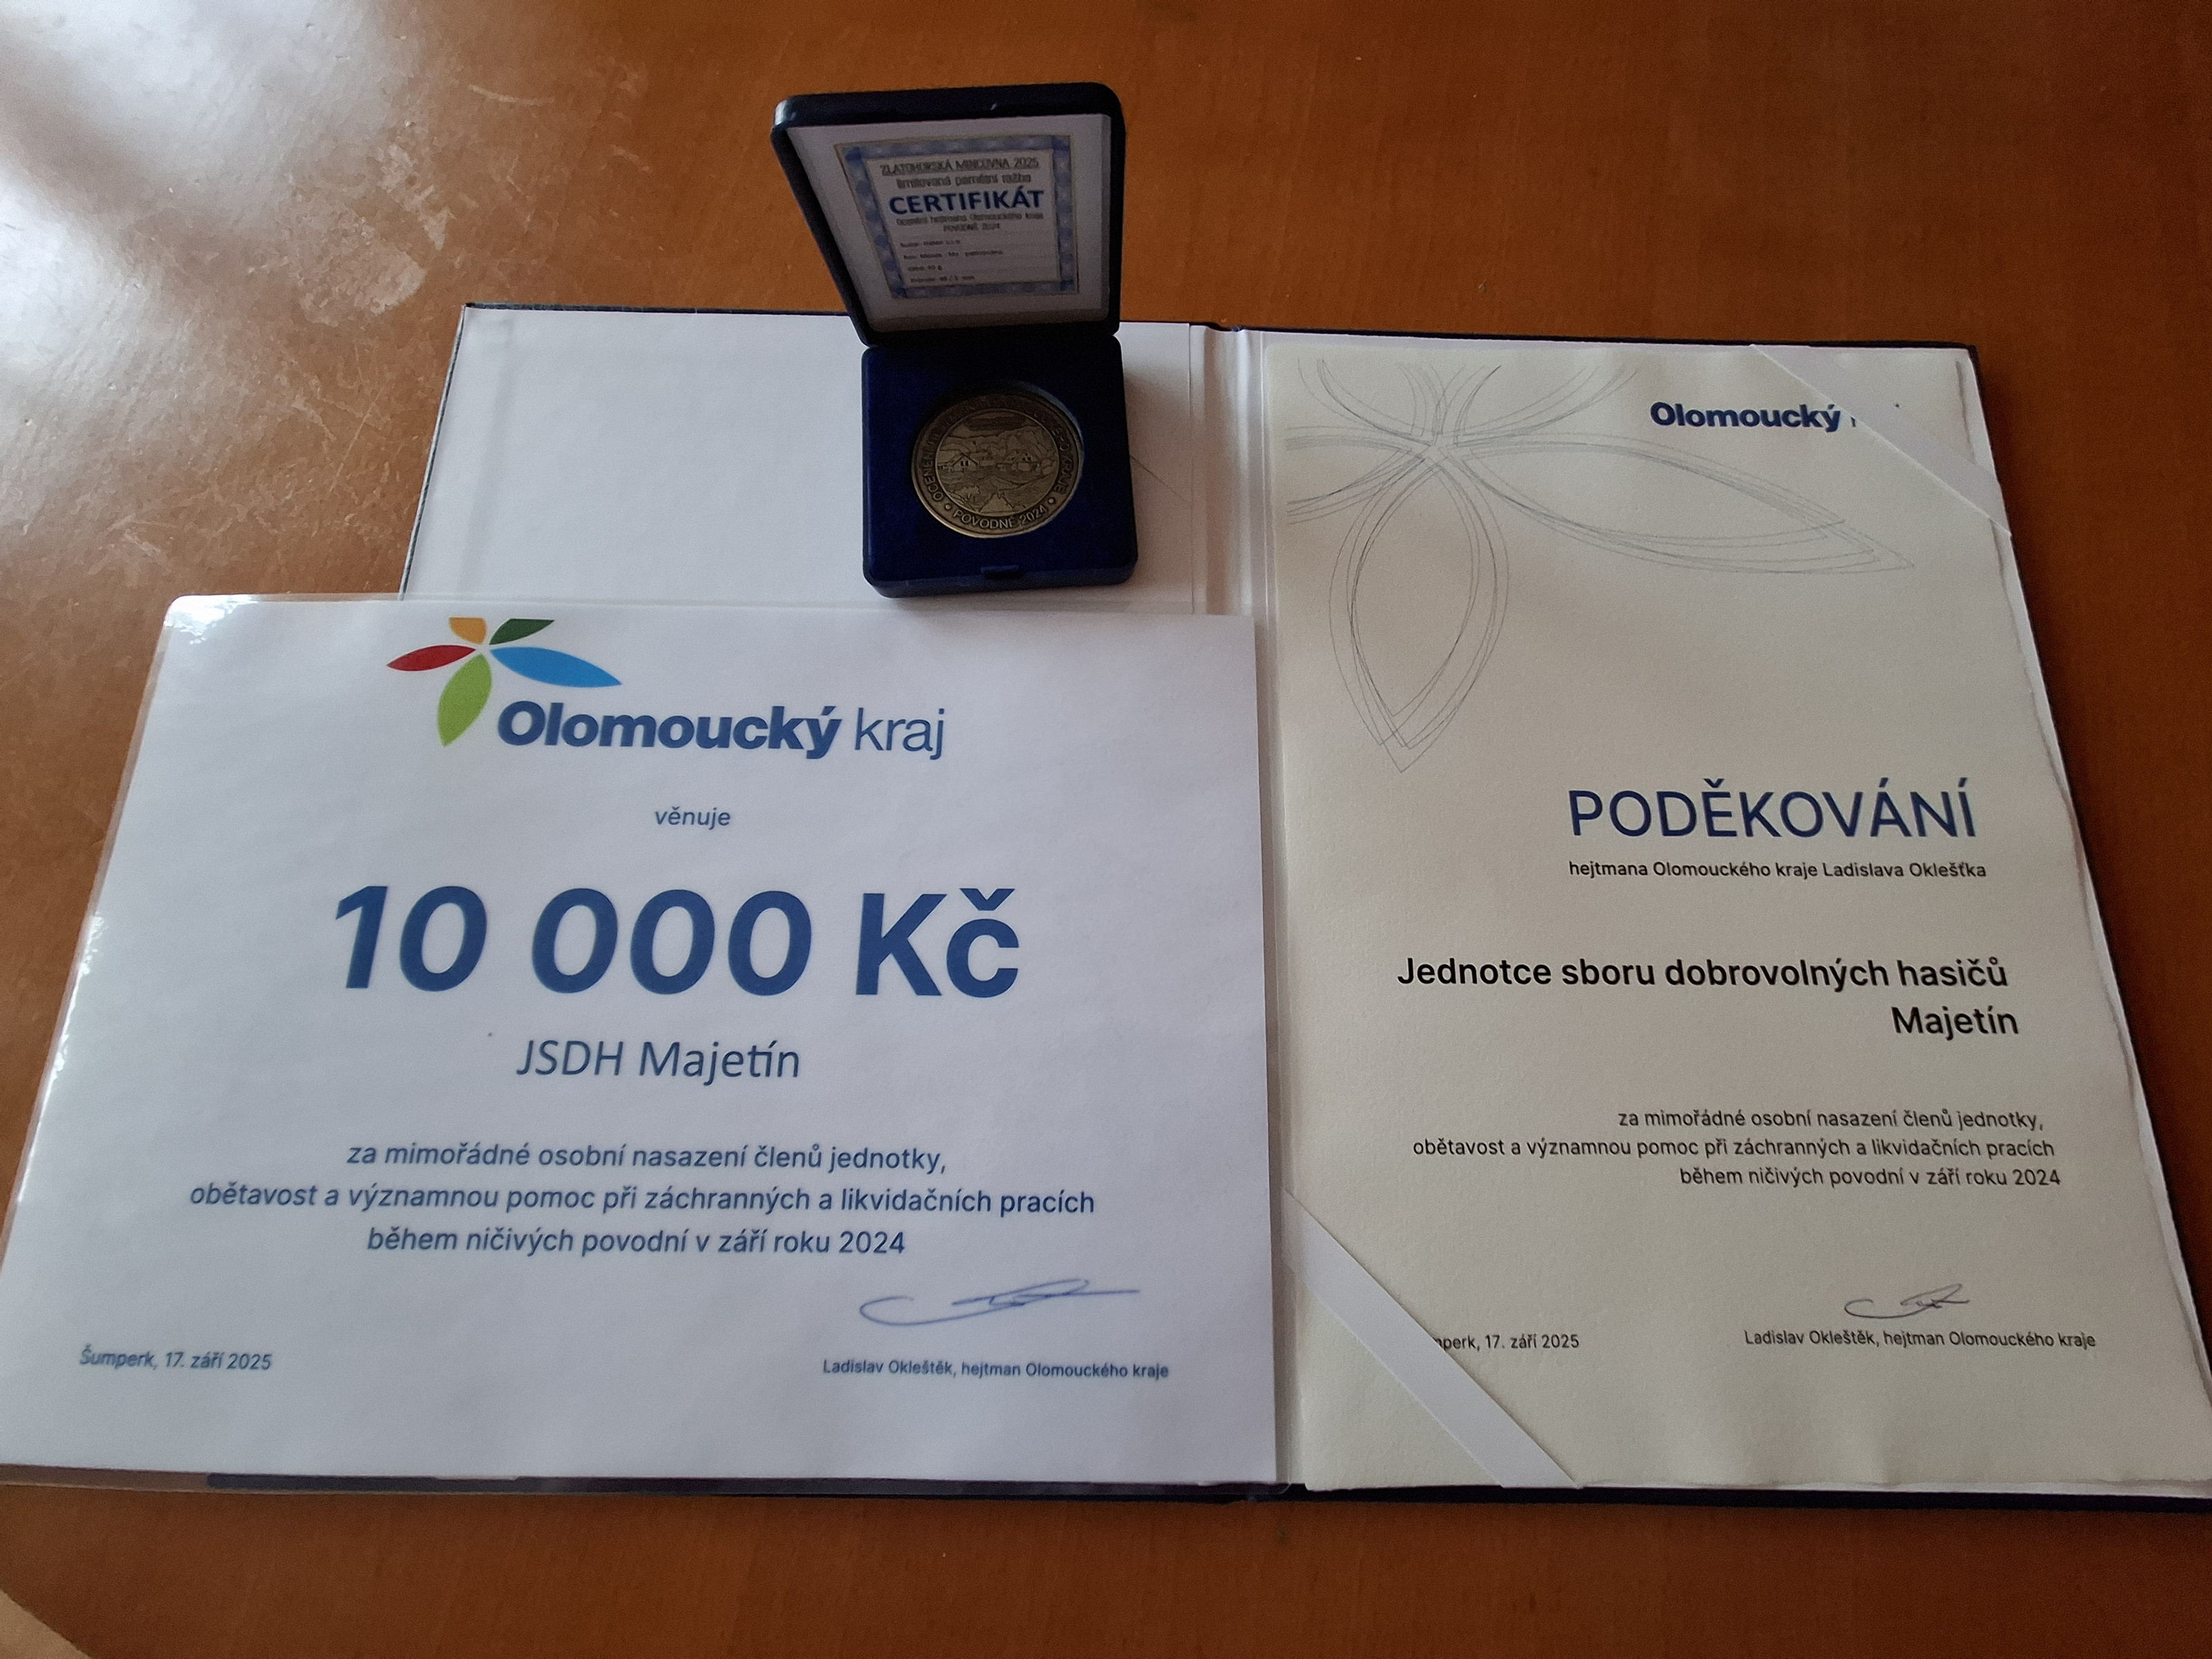 ZLATOHORSKÁ MINCOVNA 2025
limitovaná pamětní ražba
CERTIFIKÁT
Ocenění hejtmana Olomouckého kraje
POVODNĚ 2024
OCENĚNÍ
KRAJE
POVODNĚ 2024
Olomoucký kraj
věnuje
10 000 Kč
JSDH Majetín
za mimořádné osobní nasazení členů jednotky,
obětavost a významnou pomoc při záchranných a likvidačních pracích
během ničivých povodní v září roku 2024
Šumperk, 17. září 2025
Ladislav Okleštěk, hejtman Olomouckého kraje
Olomoucký
PODĚKOVÁNÍ
hejtmana Olomouckého kraje Ladislava Oklešťka
Jednotce sboru dobrovolných hasičů
Majetín
za mimořádné osobní nasazení členů jednotky,
obětavost a významnou pomoc při záchranných a likvidačních pracích
během ničivých povodní v září roku 2024
perk, 17. září 2025
Ladislav Okleštěk, hejtman Olomouckého kraje